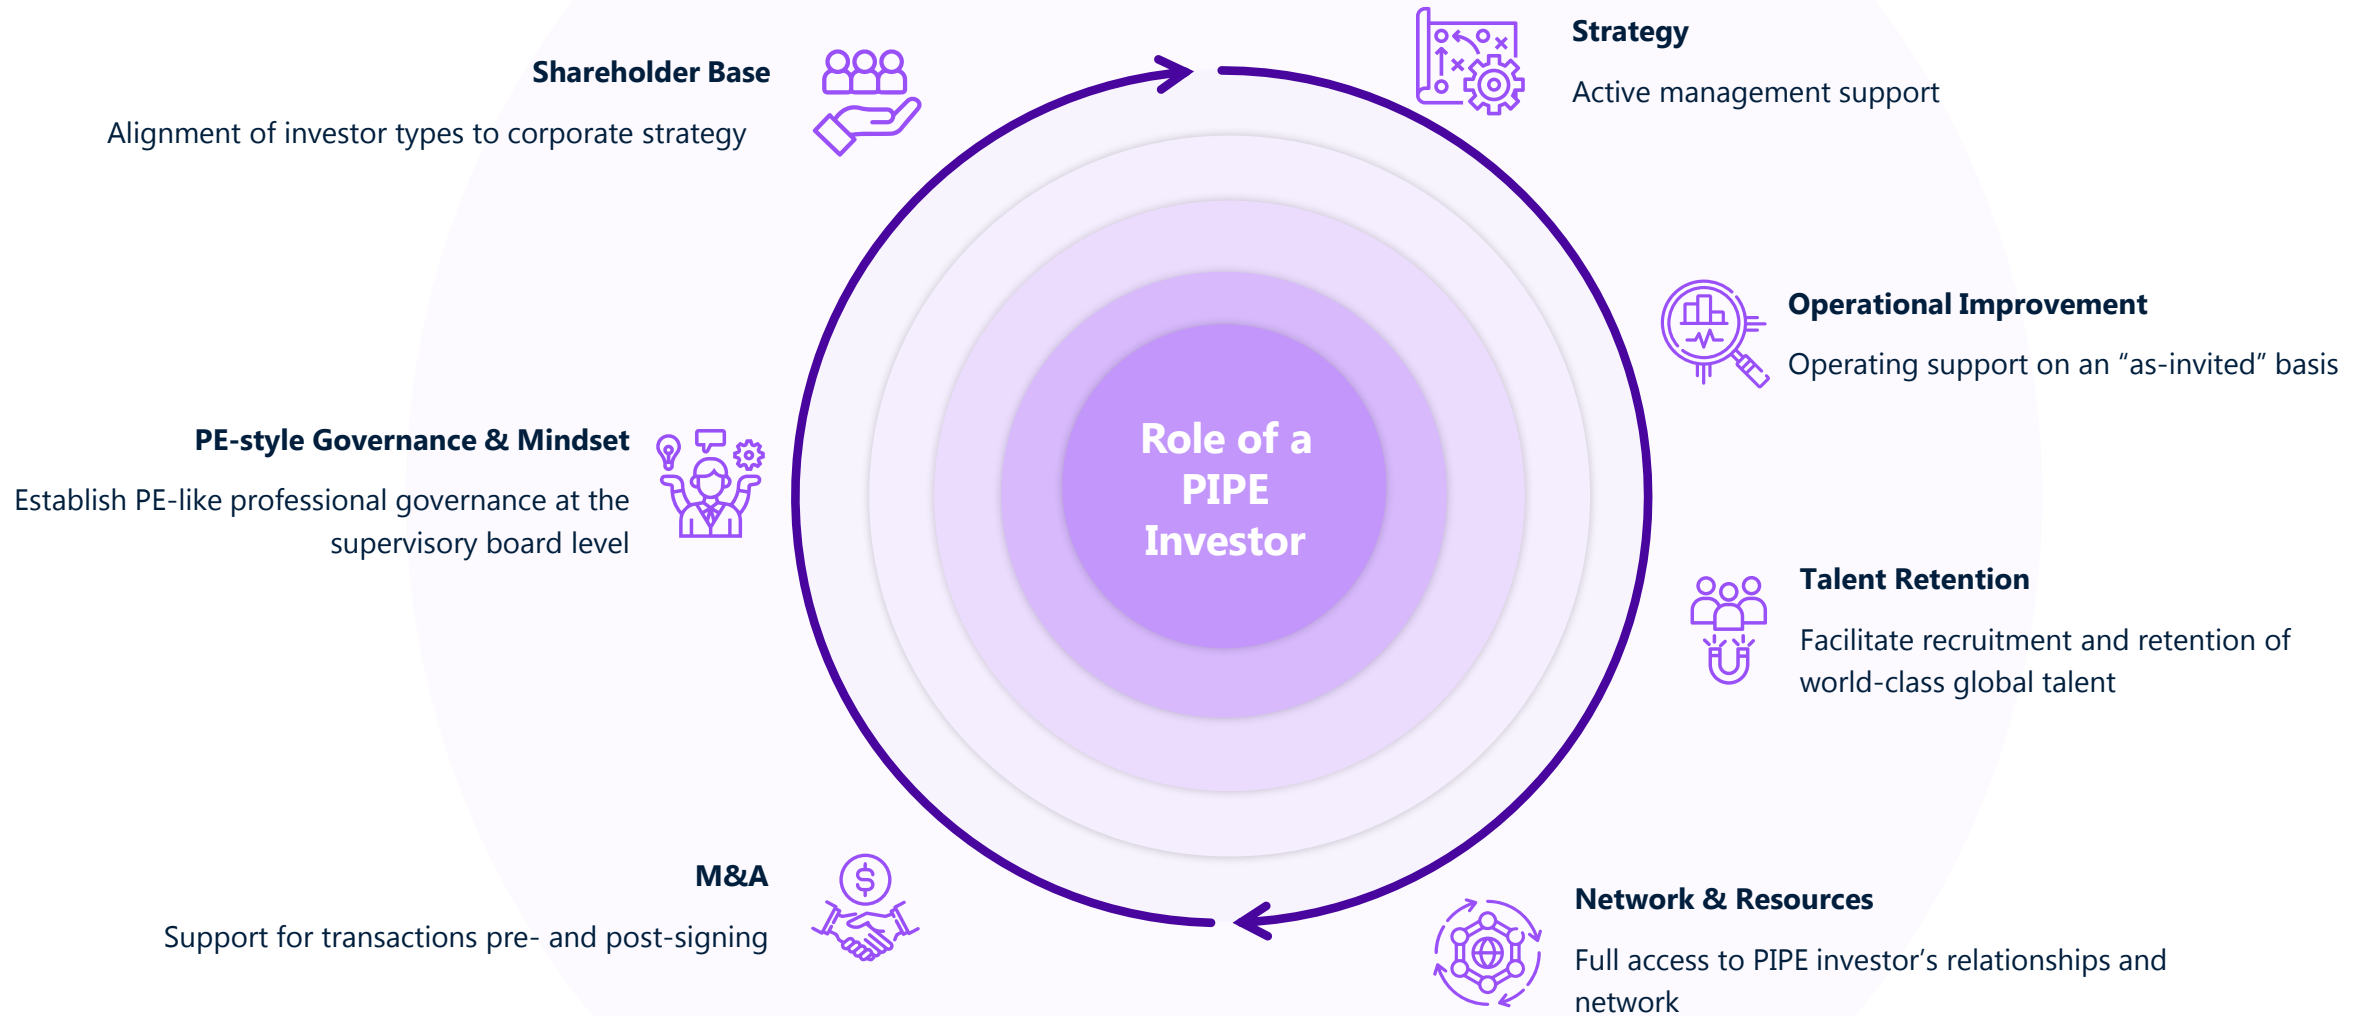 Shareholder Base
Alignment of investor types to corporate strategy
PE-style Governance & Mindset
Establish PE-like professional governance at the
supervisory board level
M&A
Support for transactions pre- and post-signing
Role of a
PIPE
Investor
Strategy
Active management support
Operational Improvement
Operating support on an “as-invited” basis
Talent Retention
Facilitate recruitment and retention of
world-class global talent
Network & Resources
Full access to PIPE investor’s relationships and
network